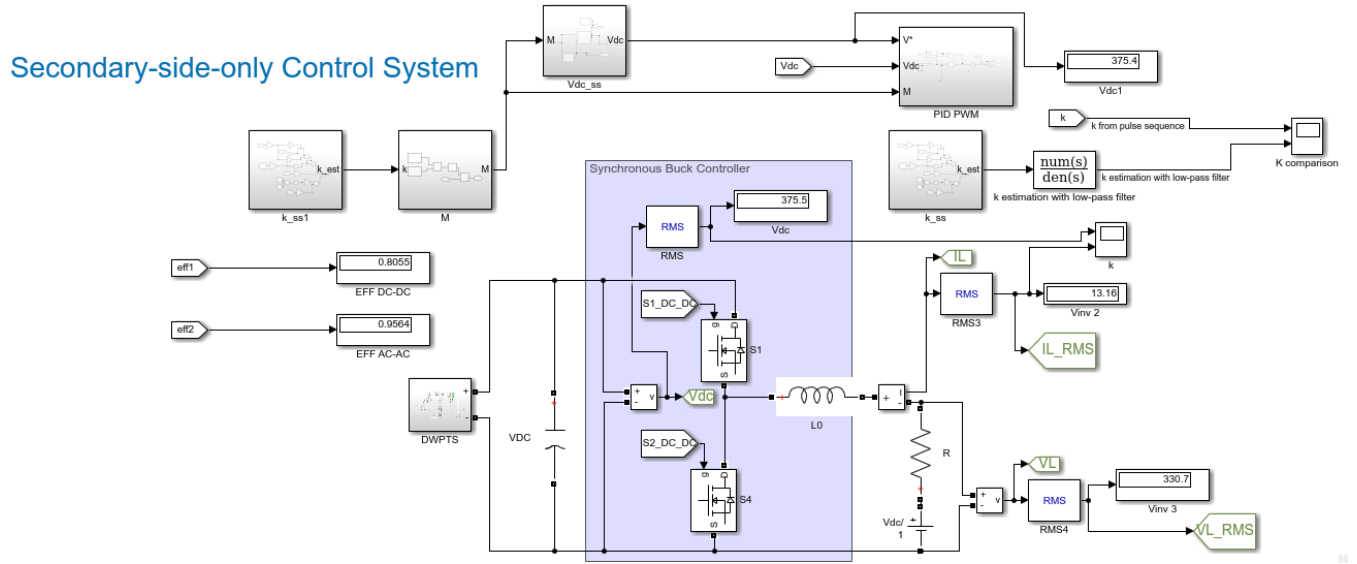 Secondary-side-only Control System
M
Vdc
Vdc_ss
V*
Vdc
M
PID PWM
Vdc
375.4
Vdc1
k
k from pulse sequence
K comparison
k_est
k_ss1
k
M
M
k_est
k_ss
num(s)
den(s)
k estimation with low-pass filter
k estimation with low-pass filter
Synchronous Buck Controller
RMS
RMS
375.5
Vdc
k
eff1
0.8055
EFF DC-DC
eff2
0.9564
EFF AC-AC
IL
RMS
RMS3
13.16
Vinv 2
IL_RMS
S1_DC_DC
g
D
S
S1
+
-
DWPTS
VDC
+
+
-
v
Vdc
+
L0
+
i
-
R
+
S2_DC_DC
g
D
S
S4
Vdc/
1
+
+
-
v
VL
RMS
RMS4
330.7
Vinv 3
VL_RMS